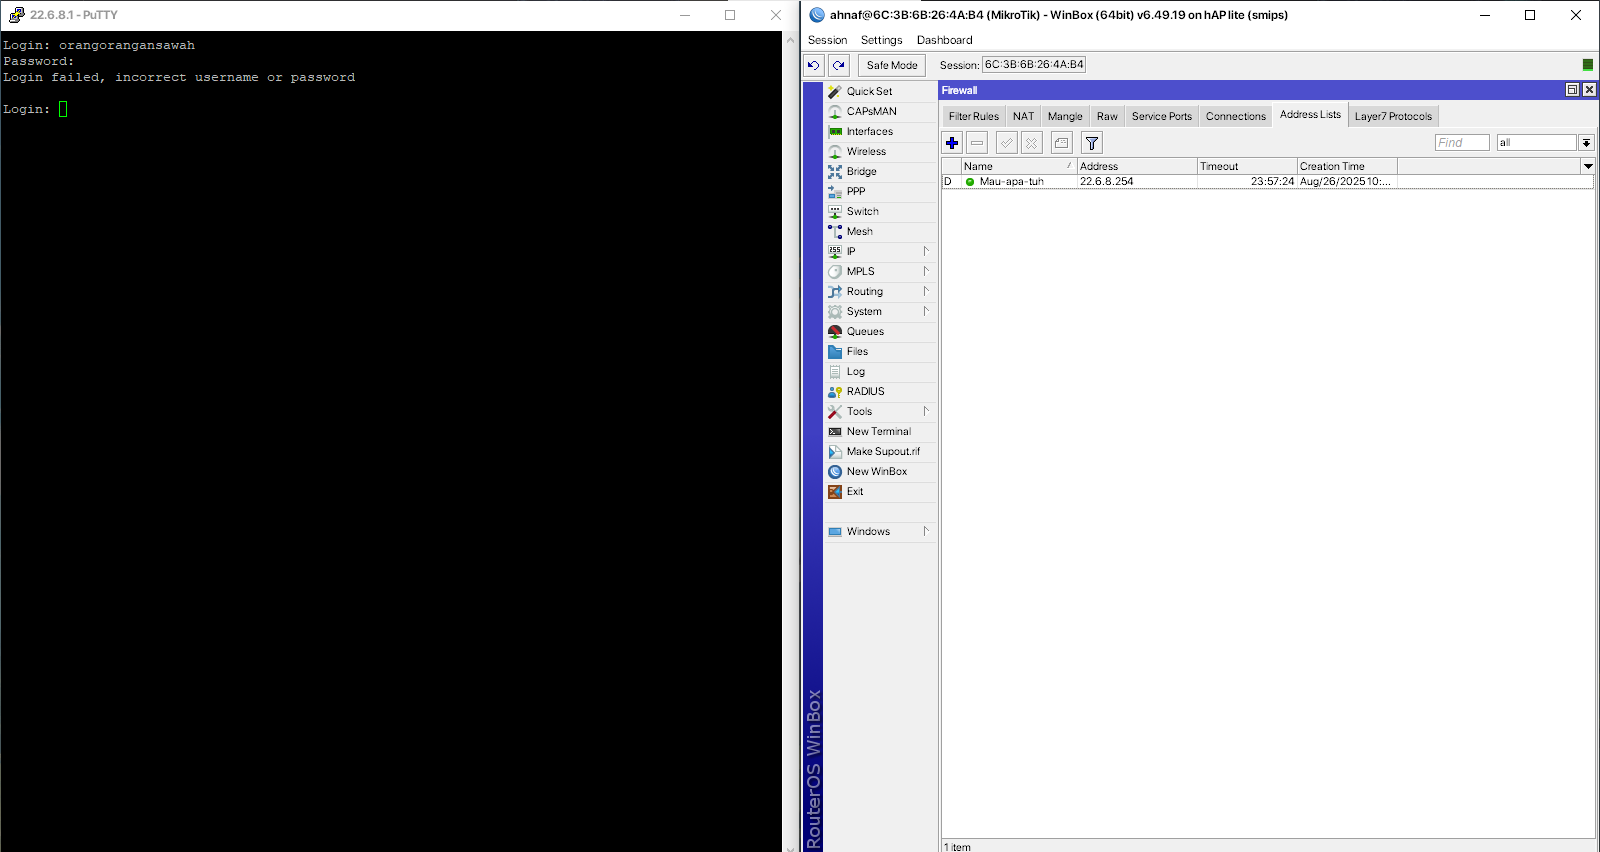 22.6.8.1 - PuTTY
Login: orangorangansawah
Password:
Login failed, incorrect username or password
Login:
ahnaf@6C:3B:6B:26:4A:B4 (MikroTik) - WinBox (64bit) v6.49.19 on hAP lite (smips)
Session Settings Dashboard
Safe Mode Session: 6C:3B:6B:26:4A:B4
Quick Set
CAPsMAN
Interfaces
Wireless
Bridge
PPP
Switch
Mesh
IP
MPLS
Routing
System
Queues
Files
Log
RADIUS
Tools
New Terminal
Make Supout.rif
New WinBox
Exit
Windows
RouterOS WinBox
Firewall
Filter Rules NAT Mangle Raw Service Ports Connections Address Lists Layer7 Protocols
Find all
Name Address Timeout Creation Time
D Mau-apa-tuh 22.6.8.254 23:57:24 Aug/26/2025 10:...
1 item